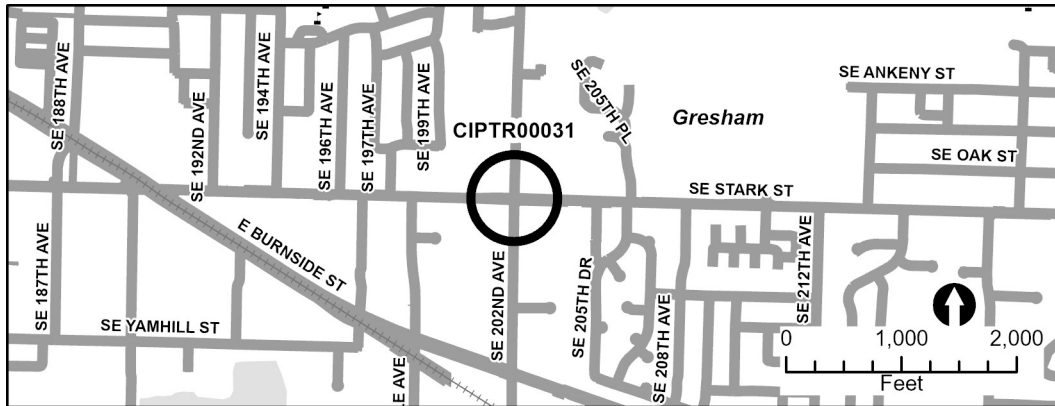 SE 188TH AVE
SE 192ND AVE
SE 194TH AVE
SE 196TH AVE
SE 197TH AVE
SE 199TH AVE
CIPTR00031
SE 205TH PL
Gresham
SE ANKENY ST
SE OAK ST
SE STARK ST
SE 187TH AVE
E BURNSIDE ST
SE YAMHILL ST
LE AVE
SE 202ND AVE
SE 205TH DR
SE 208TH AVE
SE 212TH AVE
0 1,000 2,000
Feet